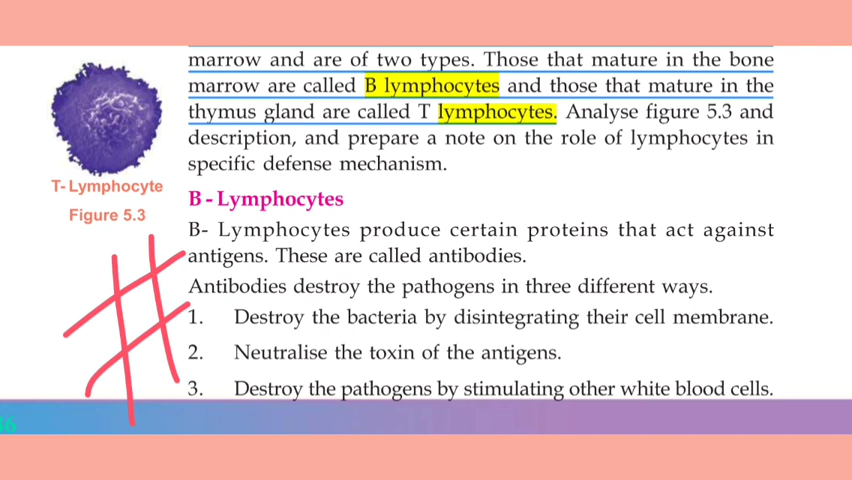 marrow and are of two types. Those that mature in the bone
marrow are called B lymphocytes and those that mature in the
thymus gland are called T lymphocytes. Analyse figure 5.3 and
description, and prepare a note on the role of lymphocytes in
specific defense mechanism.
T- Lymphocyte
Figure 5.3
B - Lymphocytes
B- Lymphocytes produce certain proteins that act against
antigens. These are called antibodies.
Antibodies destroy the pathogens in three different ways.
1. Destroy the bacteria by disintegrating their cell membrane.
2. Neutralise the toxin of the antigens.
3. Destroy the pathogens by stimulating other white blood cells.